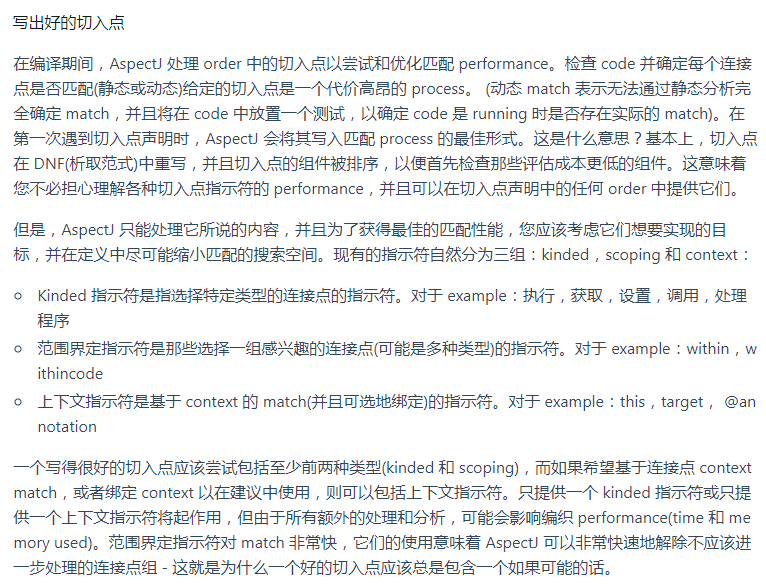 写出好的切入点
在编译期间，AspectJ 处理 order 中的切入点以尝试和优化匹配 performance。检查 code 并确定每个连接
点是否匹配(静态或动态)给定的切入点是一个代价高昂的 process。 (动态 match 表示无法通过静态分析完
全确定 match，并且将在 code 中放置一个测试，以确定 code 是 running 时是否存在实际的 match)。在
第一次遇到切入点声明时，AspectJ 会将其写入匹配 process 的最佳形式。这是什么意思？基本上，切入点
在 DNF(析取范式)中重写，并且切入点的组件被排序，以便首先检查那些评估成本更低的组件。这意味着
您不必担心理解各种切入点指示符的 performance，并且可以在切入点声明中的任何 order 中提供它们。
但是，AspectJ 只能处理它所说的内容，并且为了获得最佳的匹配性能，您应该考虑它们想要实现的目
标，并在定义中尽可能缩小匹配的搜索空间。现有的指示符自然分为三组：kinded，scoping 和 context：
Kinded 指示符是指选择特定类型的连接点的指示符。对于 example：执行，获取，设置，调用，处理
程序
范围界定指示符是那些选择一组感兴趣的连接点(可能是多种类型)的指示符。对于 example：within，w
ithincode
上下文指示符是基于 context 的 match(并且可选地绑定)的指示符。对于 example：this，target， @an
notation
一个写得很好的切入点应该尝试包括至少前两种类型(kinded 和 scoping)，而如果希望基于连接点 context
match，或者绑定 context 以在建议中使用，则可以包括上下文指示符。只提供一个 kinded 指示符或只提
供一个上下文指示符将起作用，但由于所有额外的处理和分析，可能会影响编织 performance(time 和 me
mory used)。范围界定指示符对 match 非常快，它们的使用意味着 AspectJ 可以非常快速地解除不应该进
一步处理的连接点组 - 这就是为什么一个好的切入点应该总是包含一个如果可能的话。